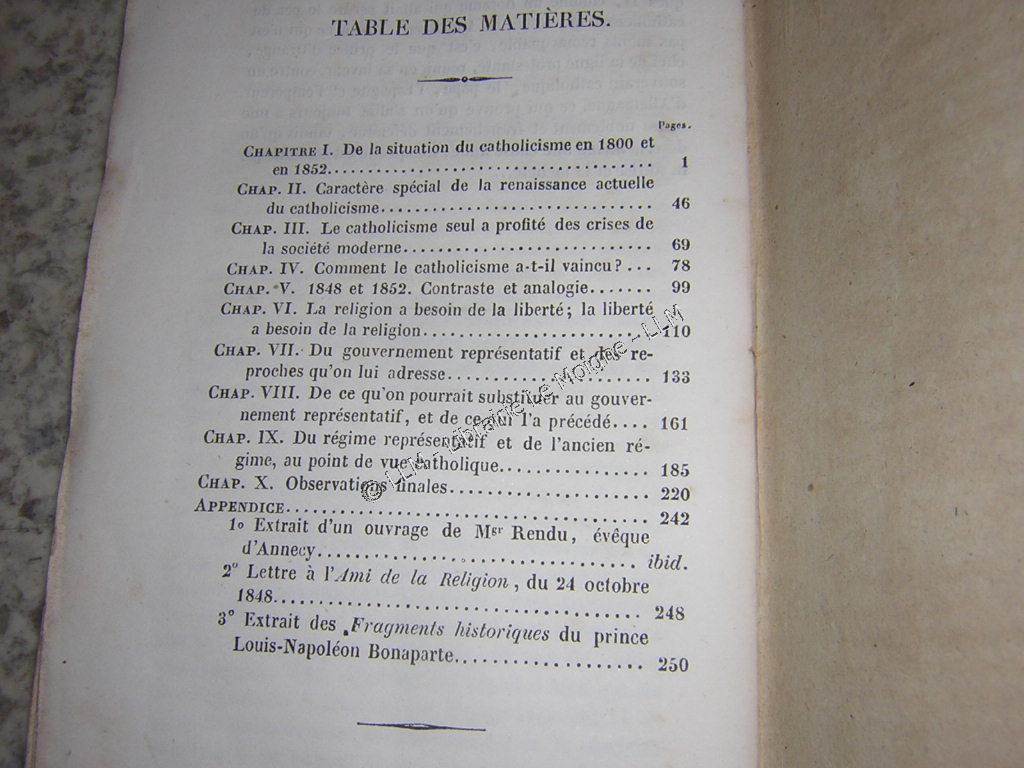 TABLE DES MATIÈRES.
Pages.
CHAPITRE I. De la situation du catholicisme en 1800 et
en 1852........................................ 1
CHAP. II. Caractère spécial de la renaissance actuelle
du catholicisme................................ 46
CHAP. III. Le catholicisme seul a profité des crises de
la société moderne............................. 69
CHAP. IV. Comment le catholicisme a-t-il vaincu?... 78
CHAP. V. 1848 et 1852. Contraste et analogie....... 99
CHAP. VI. La religion a besoin de la liberté; la liberté
a besoin de la religion........................ 110
CHAP. VII. Du gouvernement représentatif et des re-
proches qu'on lui adresse...................... 133
CHAP. VIII. De ce qu'on pourrait substituer au gouver-
nement représentatif, et de ce qui l'a précédé.... 161
CHAP. IX. Du régime représentatif et de l'ancien ré-
gime, au point de vue catholique................ 185
CHAP. X. Observations finales...................... 220
APPENDICE.......................................... 242
1º Extrait d'un ouvrage de Mgr Rendu, évêque
d'Annecy.................................... ibid.
2º Lettre à l'Ami de la Religion, du 24 octobre
1848........................................ 248
3º Extrait des Fragments historiques du prince
Louis-Napoléon Bonaparte.................... 250
© LLM - Librairie Le Moigne - LLM